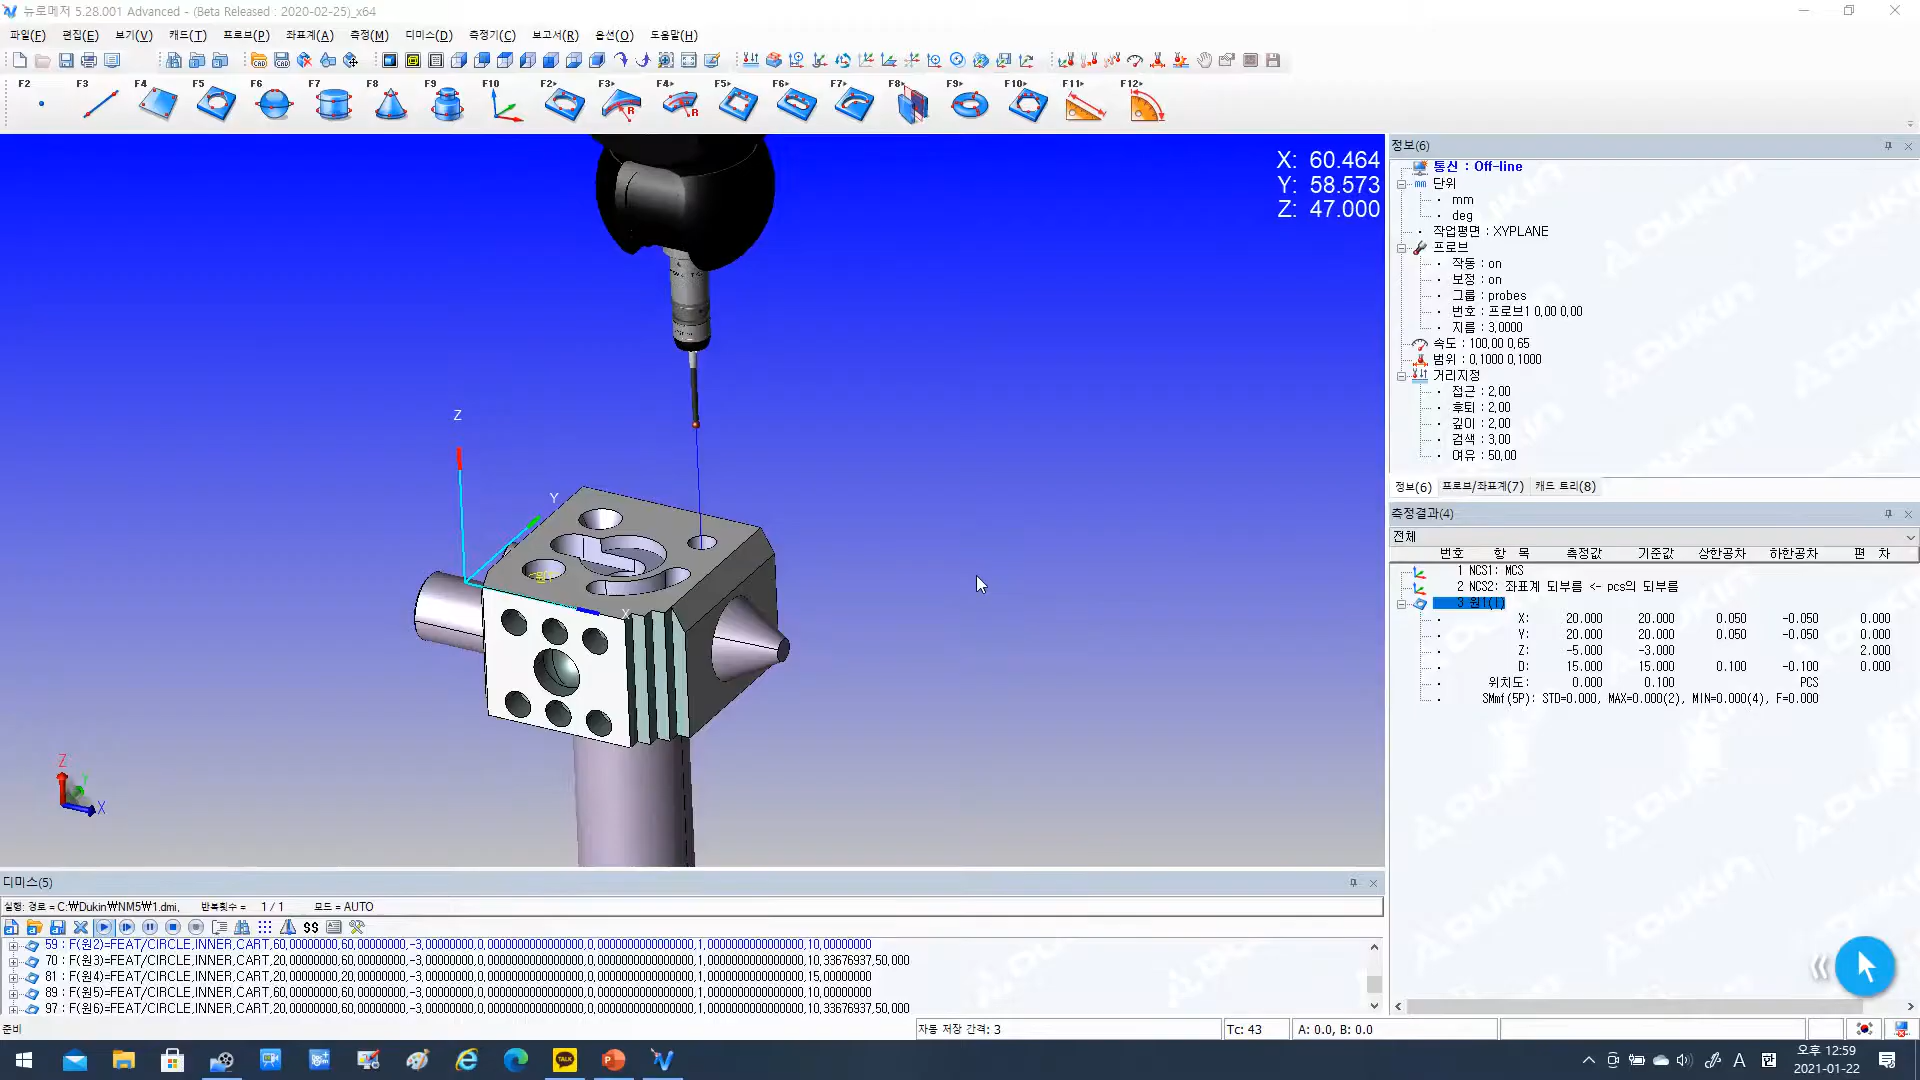 뉴로메저 5.28.001 Advanced - (Beta Released : 2020-02-25)_x64
파일(F) 편집(E) 보기(V) 캐드(T) 프로브(P) 좌표계(A) 측정(M) 디미스(D) 측정기(C) 보고서(R) 옵션(O) 도움말(H)
F2 F3 F4 F5 F6 F7 F8 F9 F10 F2▸ F3▸ F4▸ F5▸ F6▸ F7▸ F8▸ F9▸ F10▸ F11▸ F12▸
X: 60.464
Y: 58.573
Z: 47.000
Z
Y
X
Z
Y
X
정보(6)
통신 : Off-line
mm 단위
mm
deg
작업평면 : XYPLANE
프로브
작동 : on
보정 : on
그룹 : probes
번호 : 프로브1 0,00 0,00
지름 : 3,0000
속도 : 100,00 0,65
범위 : 0,1000 0,1000
거리지정
접근 : 2,00
후퇴 : 2,00
깊이 : 2,00
검색 : 3,00
여유 : 50,00
정보(6) 프로브/좌표계(7) 캐드 트리(8)
측정결과(4)
전체
번호 항 목 측정값 기준값 상한공차 하한공차 편 차
1 NCS1: MCS
2 NCS2: 좌표계 되부름 <- pcs의 되부름
3 원1(I)
X: 20.000 20.000 0.050 -0.050 0.000
Y: 20.000 20.000 0.050 -0.050 0.000
Z: -5.000 -3.000 2.000
D: 15.000 15.000 0.100 -0.100 0.000
위치도: 0.000 0.100 PCS
SMmf(5P): STD=0.000, MAX=0.000(2), MIN=0.000(4), F=0.000
디미스(5)
실행: 경로 = C:₩Dukin₩NM5₩1.dmi, 반복횟수 = 1 / 1 모드 = AUTO
$$
59 : F(원2)=FEAT/CIRCLE,INNER,CART,60,00000000,60,00000000,-3,00000000,0,0000000000000000,0,0000000000000000,1,0000000000000000,10,00000000
70 : F(원3)=FEAT/CIRCLE,INNER,CART,20,00000000,60,00000000,-3,00000000,0,0000000000000000,0,0000000000000000,1,0000000000000000,10,33676937,50,000
81 : F(원4)=FEAT/CIRCLE,INNER,CART,20,00000000,20,00000000,-3,00000000,0,0000000000000000,0,0000000000000000,1,0000000000000000,15,00000000
89 : F(원5)=FEAT/CIRCLE,INNER,CART,60,00000000,60,00000000,-3,00000000,0,0000000000000000,0,0000000000000000,1,0000000000000000,10,00000000
97 : F(원6)=FEAT/CIRCLE,INNER,CART,20,00000000,60,00000000,-3,00000000,0,0000000000000000,0,0000000000000000,1,0000000000000000,10,33676937,50,000
준비 자동 저장 간격: 3 Tc: 43 A: 0.0, B: 0.0
TALK
A
오후 12:59
2021-01-22